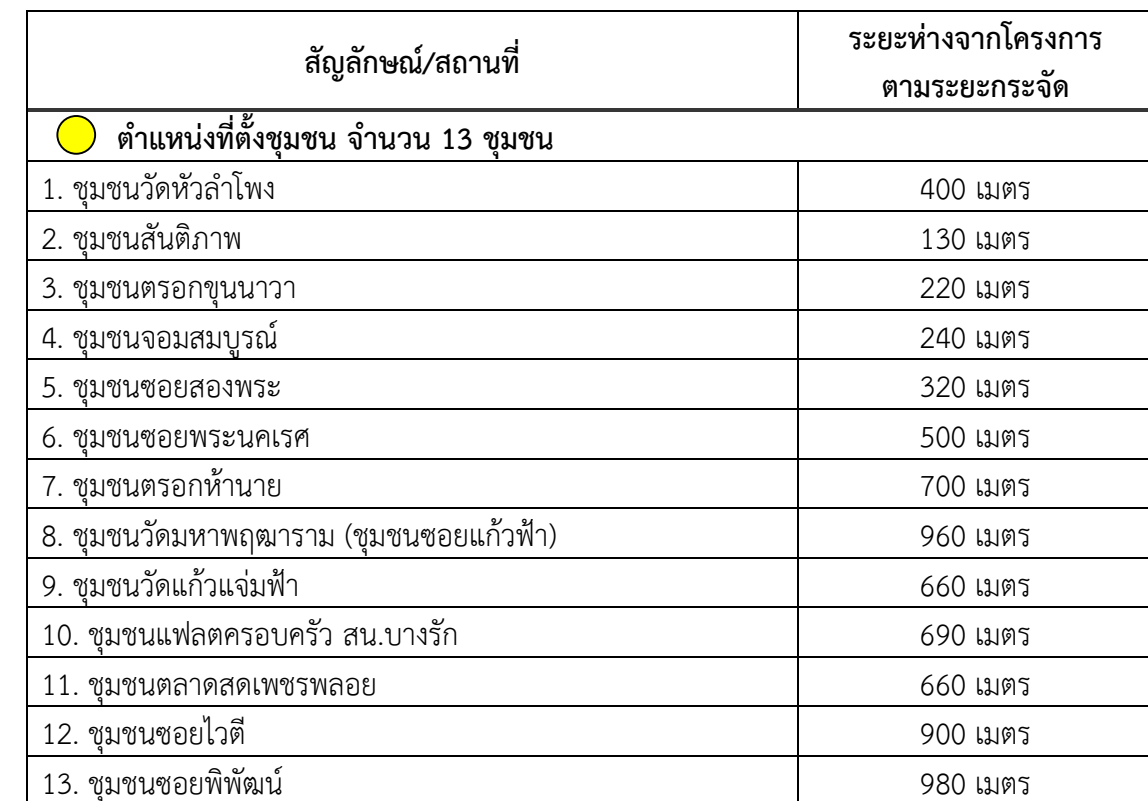 สัญลักษณ์/สถานที่
ระยะห่างจากโครงการ
ตามระยะกระจัด
ตำแหน่งที่ตั้งชุมชน จำนวน 13 ชุมชน
1. ชุมชนวัดหัวลำโพง 400 เมตร
2. ชุมชนสันติภาพ 130 เมตร
3. ชุมชนตรอกขุนนาวา 220 เมตร
4. ชุมชนจอมสมบูรณ์ 240 เมตร
5. ชุมชนซอยสองพระ 320 เมตร
6. ชุมชนซอยพระนคเรศ 500 เมตร
7. ชุมชนตรอกห้านาย 700 เมตร
8. ชุมชนวัดมหาพฤฒาราม (ชุมชนซอยแก้วฟ้า) 960 เมตร
9. ชุมชนวัดแก้วแจ่มฟ้า 660 เมตร
10. ชุมชนแฟลตครอบครัว สน.บางรัก 690 เมตร
11. ชุมชนตลาดสดเพชรพลอย 660 เมตร
12. ชุมชนซอยไวตี 900 เมตร
13. ชุมชนซอยพิพัฒน์ 980 เมตร